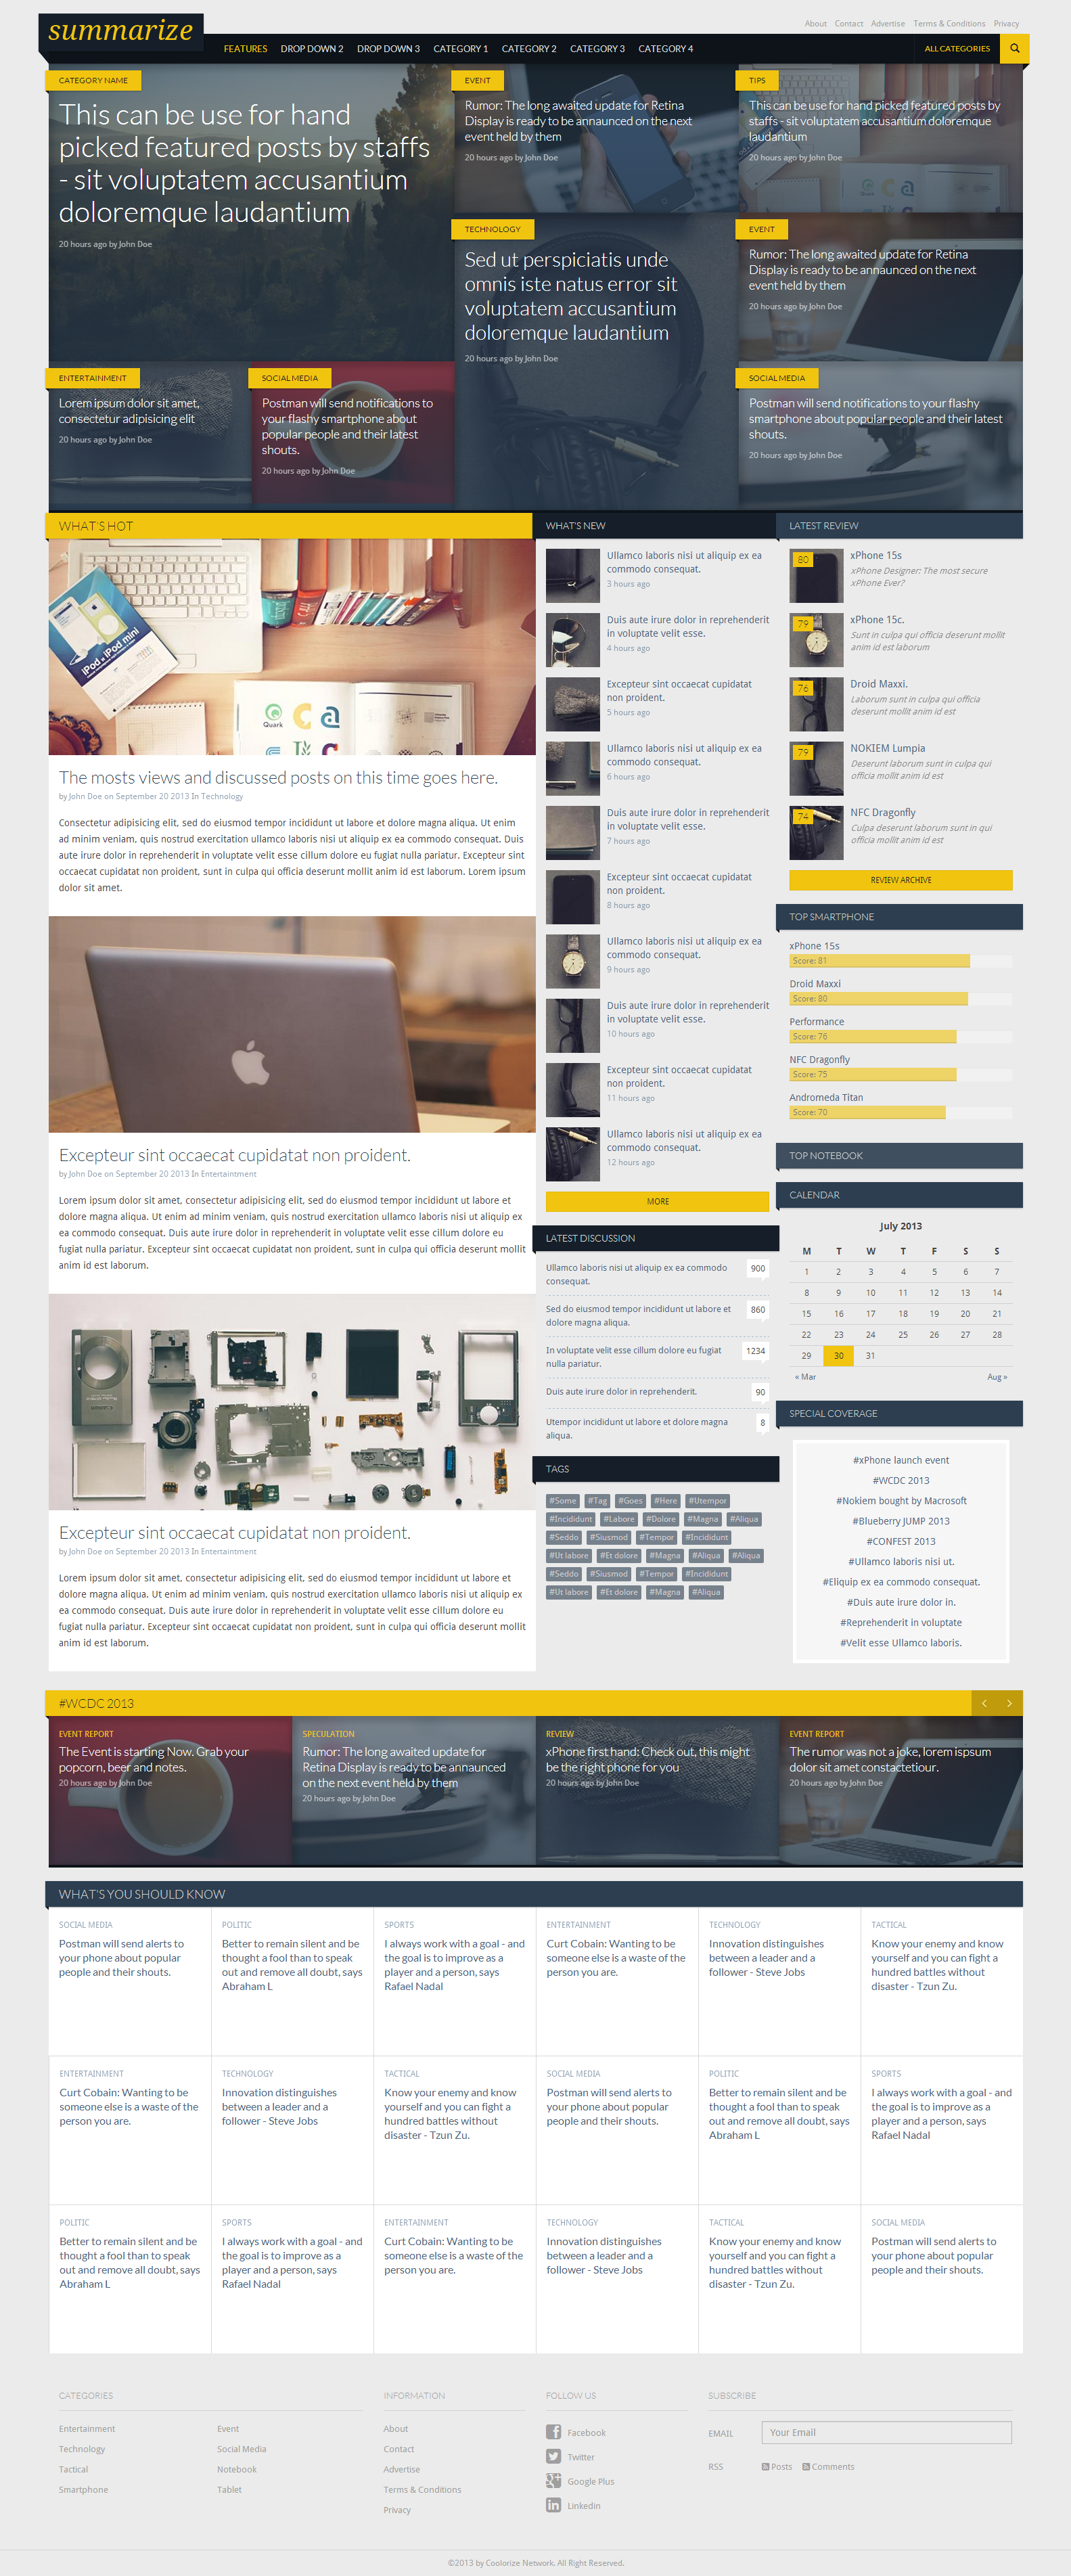 summarize
About Contact Advertise Terms & Conditions Privacy
FEATURES DROP DOWN 2 DROP DOWN 3 CATEGORY 1 CATEGORY 2 CATEGORY 3 CATEGORY 4
ALL CATEGORIES
CATEGORY NAME
This can be use for hand
picked featured posts by staffs
- sit voluptatem accusantium
doloremque laudantium
20 hours ago by John Doe
EVENT
Rumor: The long awaited update for Retina
Display is ready to be annaunced on the next
event held by them
20 hours ago by John Doe
TIPS
This can be use for hand picked featured posts by
staffs - sit voluptatem accusantium doloremque
laudantium
20 hours ago by John Doe
TECHNOLOGY
Sed ut perspiciatis unde
omnis iste natus error sit
voluptatem accusantium
doloremque laudantium
20 hours ago by John Doe
EVENT
Rumor: The long awaited update for Retina
Display is ready to be annaunced on the next
event held by them
20 hours ago by John Doe
ENTERTAINMENT
Lorem ipsum dolor sit amet,
consectetur adipisicing elit
20 hours ago by John Doe
SOCIAL MEDIA
Postman will send notifications to
your flashy smartphone about
popular people and their latest
shouts.
20 hours ago by John Doe
SOCIAL MEDIA
Postman will send notifications to your flashy
smartphone about popular people and their latest
shouts.
20 hours ago by John Doe
WHAT'S HOT
iPod & iPod mini
Quark
The mosts views and discussed posts on this time goes here.
by John Doe on September 20 2013 In Technology
Consectetur adipisicing elit, sed do eiusmod tempor incididunt ut labore et dolore magna aliqua. Ut enim
ad minim veniam, quis nostrud exercitation ullamco laboris nisi ut aliquip ex ea commodo consequat. Duis
aute irure dolor in reprehenderit in voluptate velit esse cillum dolore eu fugiat nulla pariatur. Excepteur sint
occaecat cupidatat non proident, sunt in culpa qui officia deserunt mollit anim id est laborum. Lorem ipsum
dolor sit amet.
Excepteur sint occaecat cupidatat non proident.
by John Doe on September 20 2013 In Entertaintment
Lorem ipsum dolor sit amet, consectetur adipisicing elit, sed do eiusmod tempor incididunt ut labore et
dolore magna aliqua. Ut enim ad minim veniam, quis nostrud exercitation ullamco laboris nisi ut aliquip ex
ea commodo consequat. Duis aute irure dolor in reprehenderit in voluptate velit esse cillum dolore eu
fugiat nulla pariatur. Excepteur sint occaecat cupidatat non proident, sunt in culpa qui officia deserunt mollit
anim id est laborum.
Excepteur sint occaecat cupidatat non proident.
by John Doe on September 20 2013 In Entertaintment
Lorem ipsum dolor sit amet, consectetur adipisicing elit, sed do eiusmod tempor incididunt ut labore et
dolore magna aliqua. Ut enim ad minim veniam, quis nostrud exercitation ullamco laboris nisi ut aliquip ex
ea commodo consequat. Duis aute irure dolor in reprehenderit in voluptate velit esse cillum dolore eu
fugiat nulla pariatur. Excepteur sint occaecat cupidatat non proident, sunt in culpa qui officia deserunt mollit
anim id est laborum.
WHAT'S NEW
Ullamco laboris nisi ut aliquip ex ea
commodo consequat.
3 hours ago
Duis aute irure dolor in reprehenderit
in voluptate velit esse.
4 hours ago
Excepteur sint occaecat cupidatat
non proident.
5 hours ago
Ullamco laboris nisi ut aliquip ex ea
commodo consequat.
6 hours ago
Duis aute irure dolor in reprehenderit
in voluptate velit esse.
7 hours ago
Excepteur sint occaecat cupidatat
non proident.
8 hours ago
Ullamco laboris nisi ut aliquip ex ea
commodo consequat.
9 hours ago
Duis aute irure dolor in reprehenderit
in voluptate velit esse.
10 hours ago
Excepteur sint occaecat cupidatat
non proident.
11 hours ago
Ullamco laboris nisi ut aliquip ex ea
commodo consequat.
12 hours ago
MORE
LATEST DISCUSSION
Ullamco laboris nisi ut aliquip ex ea commodo
consequat.
900
Sed do eiusmod tempor incididunt ut labore et
dolore magna aliqua.
860
In voluptate velit esse cillum dolore eu fugiat
nulla pariatur.
1234
Duis aute irure dolor in reprehenderit.
90
Utempor incididunt ut labore et dolore magna
aliqua.
8
TAGS
#Some #Tag #Goes #Here #Utempor
#Incididunt #Labore #Dolore #Magna #Aliqua
#Seddo #Siusmod #Tempor #Incididunt
#Ut labore #Et dolore #Magna #Aliqua #Aliqua
#Seddo #Siusmod #Tempor #Incididunt
#Ut labore #Et dolore #Magna #Aliqua
LATEST REVIEW
80
xPhone 15s
xPhone Designer: The most secure
xPhone Ever?
79
xPhone 15c.
Sunt in culpa qui officia deserunt mollit
anim id est laborum
76
Droid Maxxi.
Laborum sunt in culpa qui officia
deserunt mollit anim id est
79
NOKIEM Lumpia
Deserunt laborum sunt in culpa qui
officia mollit anim id est
74
NFC Dragonfly
Culpa deserunt laborum sunt in qui
officia mollit anim id est
REVIEW ARCHIVE
TOP SMARTPHONE
xPhone 15s
Score: 81
Droid Maxxi
Score: 80
Performance
Score: 76
NFC Dragonfly
Score: 75
Andromeda Titan
Score: 70
TOP NOTEBOOK
CALENDAR
July 2013
M T W T F S S
1 2 3 4 5 6 7
8 9 10 11 12 13 14
15 16 17 18 19 20 21
22 23 24 25 26 27 28
29 30 31
« Mar Aug »
SPECIAL COVERAGE
#xPhone launch event
#WCDC 2013
#Nokiem bought by Macrosoft
#Blueberry JUMP 2013
#CONFEST 2013
#Ullamco laboris nisi ut.
#Eliquip ex ea commodo consequat.
#Duis aute irure dolor in.
#Reprehenderit in voluptate
#Velit esse Ullamco laboris.
#WCDC 2013
EVENT REPORT
The Event is starting Now. Grab your
popcorn, beer and notes.
20 hours ago by John Doe
SPECULATION
Rumor: The long awaited update for
Retina Display is ready to be annaunced
on the next event held by them
20 hours ago by John Doe
REVIEW
xPhone first hand: Check out, this might
be the right phone for you
20 hours ago by John Doe
EVENT REPORT
The rumor was not a joke, lorem ispsum
dolor sit amet constactetiour.
20 hours ago by John Doe
WHAT'S YOU SHOULD KNOW
SOCIAL MEDIA
Postman will send alerts to
your phone about popular
people and their shouts.
POLITIC
Better to remain silent and be
thought a fool than to speak
out and remove all doubt, says
Abraham L
SPORTS
I always work with a goal - and
the goal is to improve as a
player and a person, says
Rafael Nadal
ENTERTAINMENT
Curt Cobain: Wanting to be
someone else is a waste of the
person you are.
TECHNOLOGY
Innovation distinguishes
between a leader and a
follower - Steve Jobs
TACTICAL
Know your enemy and know
yourself and you can fight a
hundred battles without
disaster - Tzun Zu.
ENTERTAINMENT
Curt Cobain: Wanting to be
someone else is a waste of the
person you are.
TECHNOLOGY
Innovation distinguishes
between a leader and a
follower - Steve Jobs
TACTICAL
Know your enemy and know
yourself and you can fight a
hundred battles without
disaster - Tzun Zu.
SOCIAL MEDIA
Postman will send alerts to
your phone about popular
people and their shouts.
POLITIC
Better to remain silent and be
thought a fool than to speak
out and remove all doubt, says
Abraham L
SPORTS
I always work with a goal - and
the goal is to improve as a
player and a person, says
Rafael Nadal
POLITIC
Better to remain silent and be
thought a fool than to speak
out and remove all doubt, says
Abraham L
SPORTS
I always work with a goal - and
the goal is to improve as a
player and a person, says
Rafael Nadal
ENTERTAINMENT
Curt Cobain: Wanting to be
someone else is a waste of the
person you are.
TECHNOLOGY
Innovation distinguishes
between a leader and a
follower - Steve Jobs
TACTICAL
Know your enemy and know
yourself and you can fight a
hundred battles without
disaster - Tzun Zu.
SOCIAL MEDIA
Postman will send alerts to
your phone about popular
people and their shouts.
CATEGORIES
Entertainment Event
Technology Social Media
Tactical Notebook
Smartphone Tablet
INFORMATION
About
Contact
Advertise
Terms & Conditions
Privacy
FOLLOW US
Facebook
Twitter
Google Plus
Linkedin
SUBSCRIBE
EMAIL Your Email
RSS Posts Comments
©2013 by Coolorize Network. All Right Reserved.